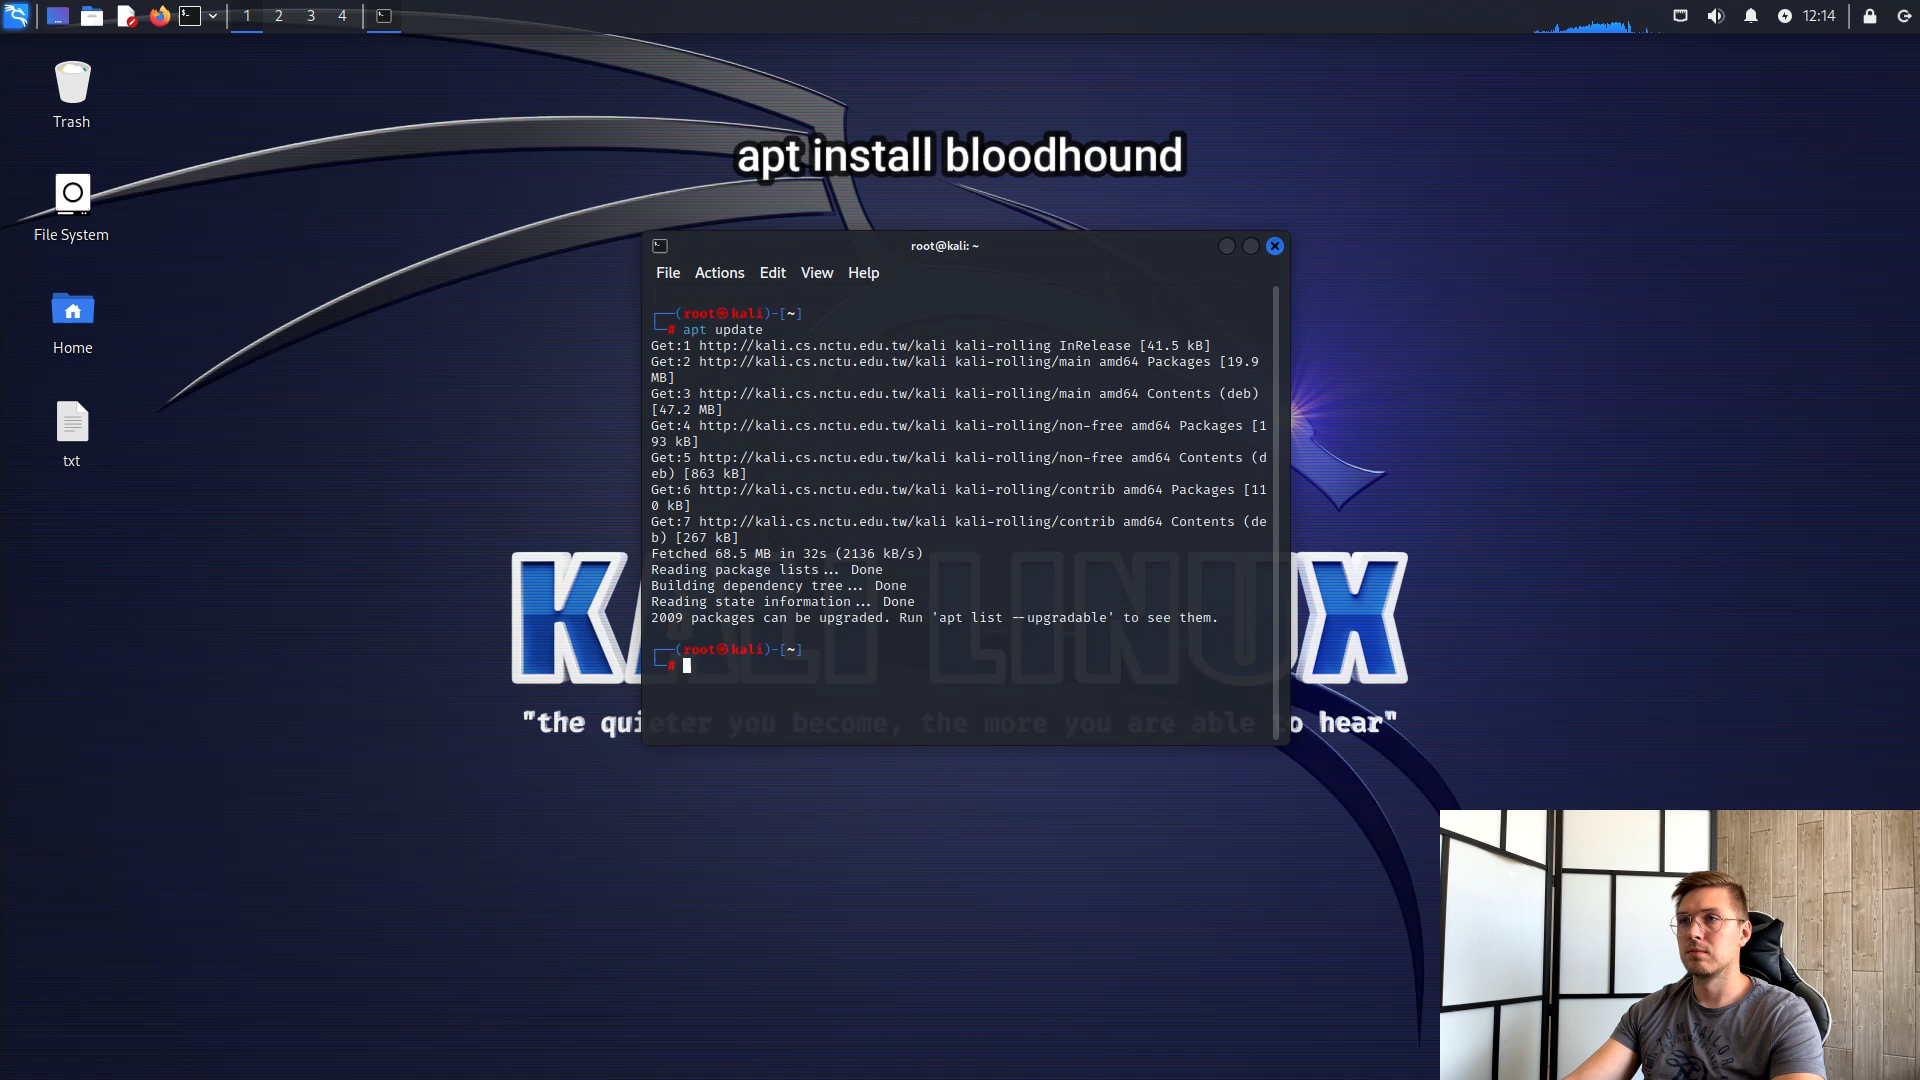 1 2 3 4
12:14
Trash
File System
Home
txt
apt install bloodhound
root@kali: ~
File Actions Edit View Help
┌──(root㉿kali)-[~]
└─# apt update
Get:1 http://kali.cs.nctu.edu.tw/kali kali-rolling InRelease [41.5 kB]
Get:2 http://kali.cs.nctu.edu.tw/kali kali-rolling/main amd64 Packages [19.9
MB]
Get:3 http://kali.cs.nctu.edu.tw/kali kali-rolling/main amd64 Contents (deb)
[47.2 MB]
Get:4 http://kali.cs.nctu.edu.tw/kali kali-rolling/non-free amd64 Packages [1
93 kB]
Get:5 http://kali.cs.nctu.edu.tw/kali kali-rolling/non-free amd64 Contents (d
eb) [863 kB]
Get:6 http://kali.cs.nctu.edu.tw/kali kali-rolling/contrib amd64 Packages [11
0 kB]
Get:7 http://kali.cs.nctu.edu.tw/kali kali-rolling/contrib amd64 Contents (de
b) [267 kB]
Fetched 68.5 MB in 32s (2136 kB/s)
Reading package lists... Done
Building dependency tree... Done
Reading state information... Done
2009 packages can be upgraded. Run 'apt list --upgradable' to see them.
┌──(root㉿kali)-[~]
└─#
KALI LINUX
"the quieter you become, the more you are able to hear"
TOM TAILOR